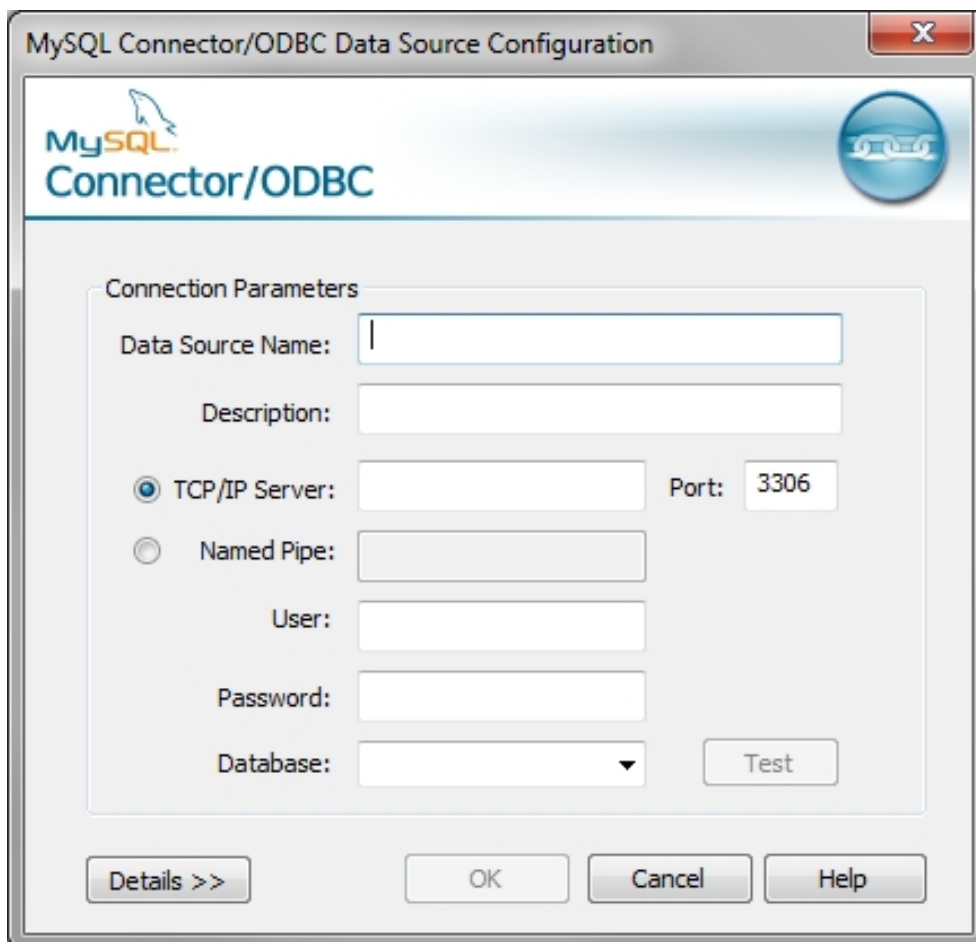 MySQL Connector/ODBC Data Source Configuration
MySQL
Connector/ODBC
Connection Parameters
Data Source Name:
Description:
TCP/IP Server: Port: 3306
Named Pipe:
User:
Password:
Database: Test
Details >> OK Cancel Help